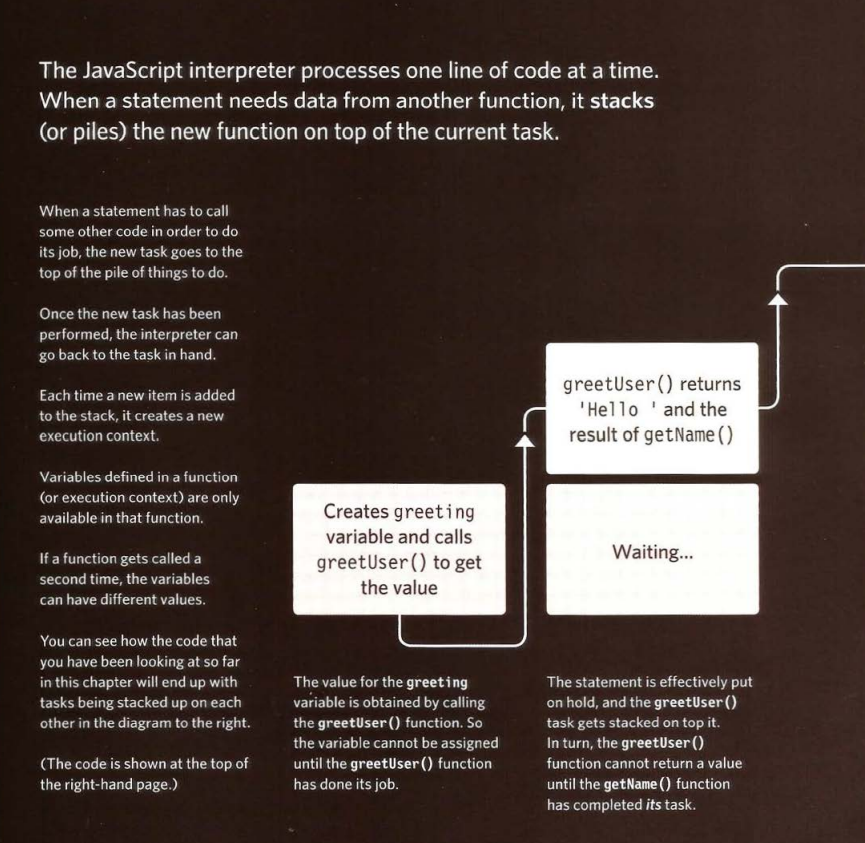 The JavaScript interpreter processes one line of code at a time.
When a statement needs data from another function, it stacks
(or piles) the new function on top of the current task.
When a statement has to call
some other code in order to do
its job, the new task goes to the
top of the pile of things to do.
Once the new task has been
performed, the interpreter can
go back to the task in hand.
Each time a new item is added
to the stack, it creates a new
execution context.
Variables defined in a function
(or execution context) are only
available in that function.
If a function gets called a
second time, the variables
can have different values.
You can see how the code that
you have been looking at so far
in this chapter will end up with
tasks being stacked up on each
other in the diagram to the right.
(The code is shown at the top of
the right-hand page.)
Creates greeting
variable and calls
greetUser() to get
the value
The value for the greeting
variable is obtained by calling
the greetUser() function. So
the variable cannot be assigned
until the greetUser() function
has done its job.
greetUser() returns
'Hello ' and the
result of getName()
Waiting...
The statement is effectively put
on hold, and the greetUser()
task gets stacked on top it.
In turn, the greetUser()
function cannot return a value
until the getName() function
has completed its task.